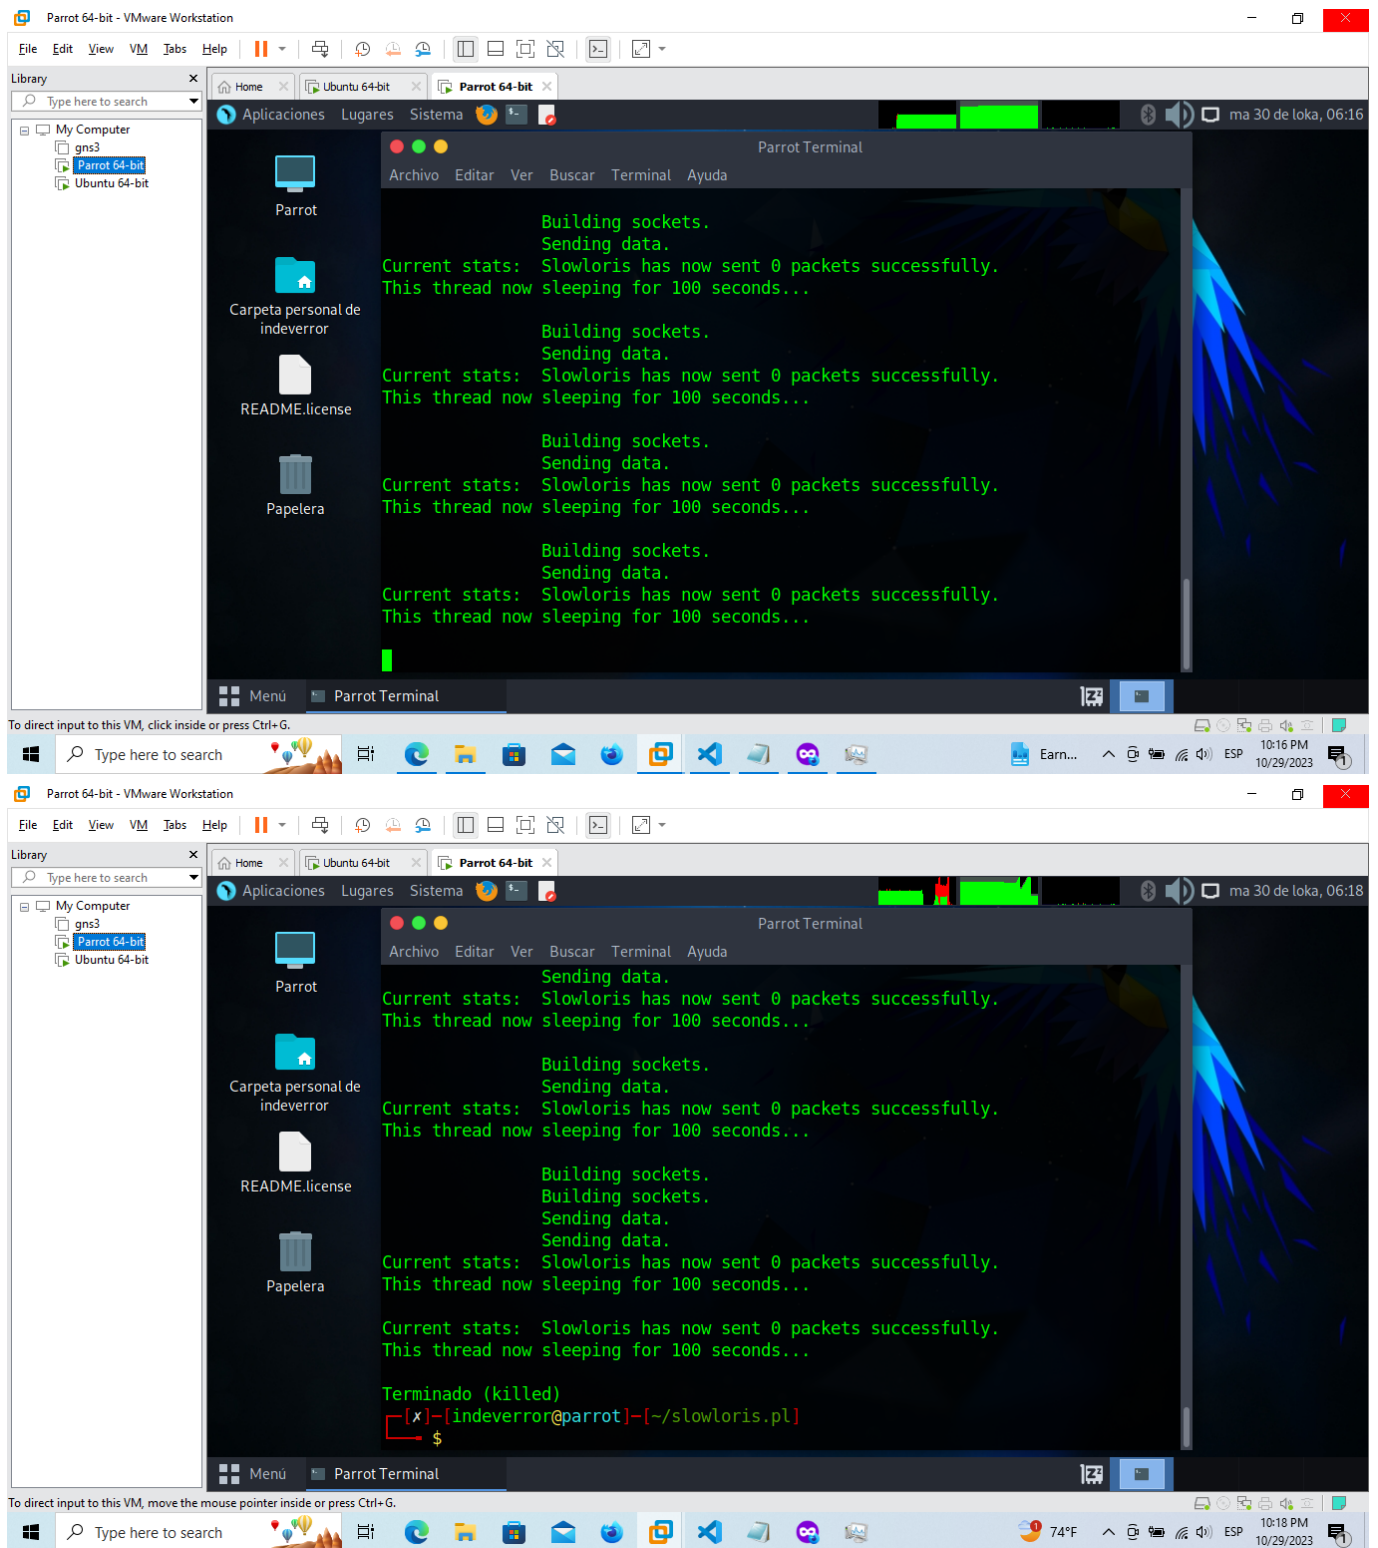 Parrot 64-bit - VMware Workstation
File Edit View VM Tabs Help
Library
Type here to search
My Computer
gns3
Parrot 64-bit
Ubuntu 64-bit
Home Ubuntu 64-bit Parrot 64-bit
Aplicaciones Lugares Sistema
ma 30 de loka, 06:16
Parrot
Carpeta personal de
indeverror
README.license
Papelera
Parrot Terminal
Archivo Editar Ver Buscar Terminal Ayuda
Building sockets.
Sending data.
Current stats: Slowloris has now sent 0 packets successfully.
This thread now sleeping for 100 seconds...
Building sockets.
Sending data.
Current stats: Slowloris has now sent 0 packets successfully.
This thread now sleeping for 100 seconds...
Building sockets.
Sending data.
Current stats: Slowloris has now sent 0 packets successfully.
This thread now sleeping for 100 seconds...
Building sockets.
Sending data.
Current stats: Slowloris has now sent 0 packets successfully.
This thread now sleeping for 100 seconds...
Menú Parrot Terminal
To direct input to this VM, click inside or press Ctrl+G.
Type here to search
Earn...
ESP
10:16 PM
10/29/2023
1
Parrot 64-bit - VMware Workstation
File Edit View VM Tabs Help
Library
Type here to search
My Computer
gns3
Parrot 64-bit
Ubuntu 64-bit
Home Ubuntu 64-bit Parrot 64-bit
Aplicaciones Lugares Sistema
ma 30 de loka, 06:18
Parrot
Carpeta personal de
indeverror
README.license
Papelera
Parrot Terminal
Archivo Editar Ver Buscar Terminal Ayuda
Sending data.
Current stats: Slowloris has now sent 0 packets successfully.
This thread now sleeping for 100 seconds...
Building sockets.
Sending data.
Current stats: Slowloris has now sent 0 packets successfully.
This thread now sleeping for 100 seconds...
Building sockets.
Building sockets.
Sending data.
Sending data.
Current stats: Slowloris has now sent 0 packets successfully.
This thread now sleeping for 100 seconds...
Current stats: Slowloris has now sent 0 packets successfully.
This thread now sleeping for 100 seconds...
Terminado (killed)
┌─[✗]─[indeverror@parrot]─[~/slowloris.pl]
└──╼ $
Menú Parrot Terminal
To direct input to this VM, move the mouse pointer inside or press Ctrl+G.
Type here to search
1
74°F
ESP
10:18 PM
10/29/2023
1